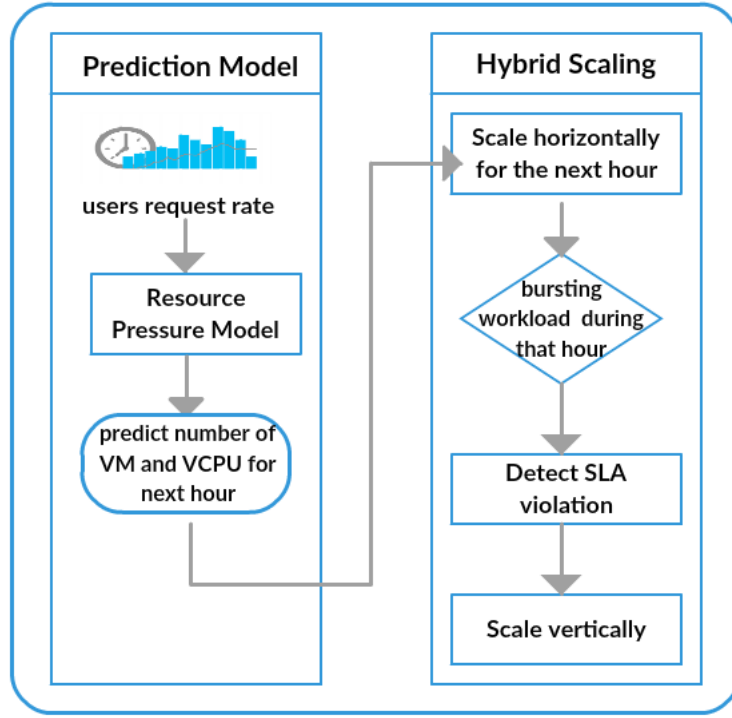 Prediction Model
users request rate
Resource
Pressure Model
predict number of
VM and VCPU for
next hour
Hybrid Scaling
Scale horizontally
for the next hour
bursting
workload during
that hour
Detect SLA
violation
Scale vertically